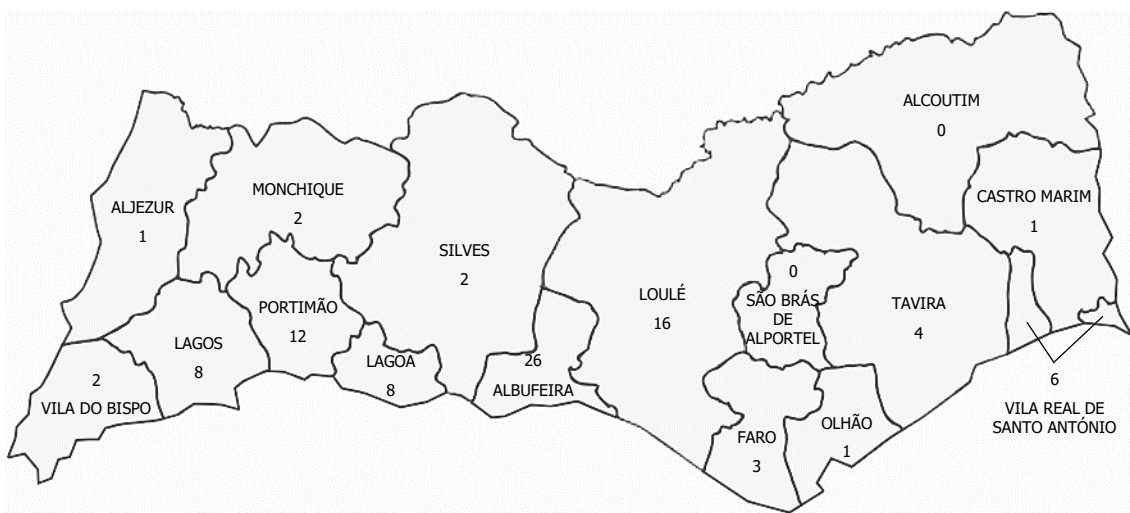 ALCOUTIM
0
ALJEZUR
1
MONCHIQUE
2
CASTRO MARIM
1
SILVES
2
PORTIMÃO
12
LOULÉ
16
0
SÃO BRÁS
DE
ALPORTEL
TAVIRA
4
LAGOS
8
LAGOA
8
26
ALBUFEIRA
2
VILA DO BISPO
6
VILA REAL DE
SANTO ANTÓNIO
FARO
3
OLHÃO
1